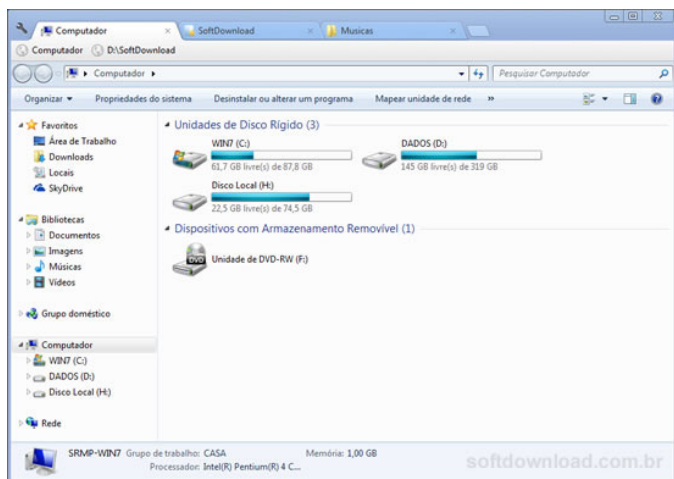 Computador SoftDownload Musicas
Computador D:\SoftDownload
Computador Pesquisar Computador
Organizar Propriedades do sistema Desinstalar ou alterar um programa Mapear unidade de rede »
Favoritos
Área de Trabalho
Downloads
Locais
SkyDrive
Bibliotecas
Documentos
Imagens
Músicas
Vídeos
Grupo doméstico
Computador
WIN7 (C:)
DADOS (D:)
Disco Local (H:)
Rede
Unidades de Disco Rígido (3)
WIN7 (C:)
61,7 GB livre(s) de 87,8 GB
DADOS (D:)
145 GB livre(s) de 319 GB
Disco Local (H:)
22,5 GB livre(s) de 74,5 GB
Dispositivos com Armazenamento Removível (1)
DVD
Unidade de DVD-RW (F:)
SRMP-WIN7 Grupo de trabalho: CASA Memória: 1,00 GB
Processador: Intel(R) Pentium(R) 4 C...
softdownload.com.br